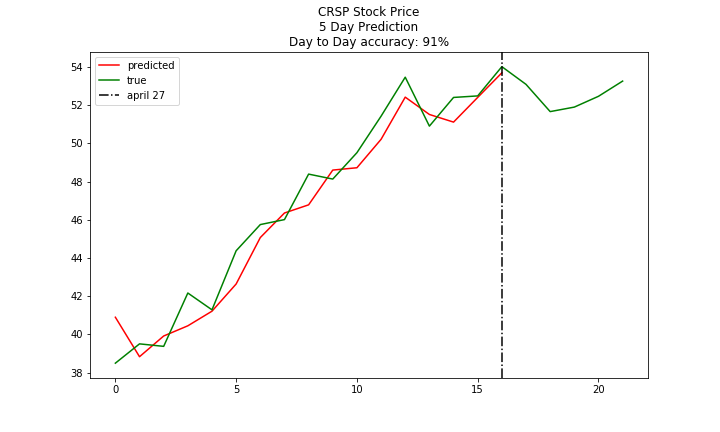 CRSP Stock Price
5 Day Prediction
Day to Day accuracy: 91%
predicted
true
april 27
54
52
50
48
46
44
42
40
38
0 5 10 15 20